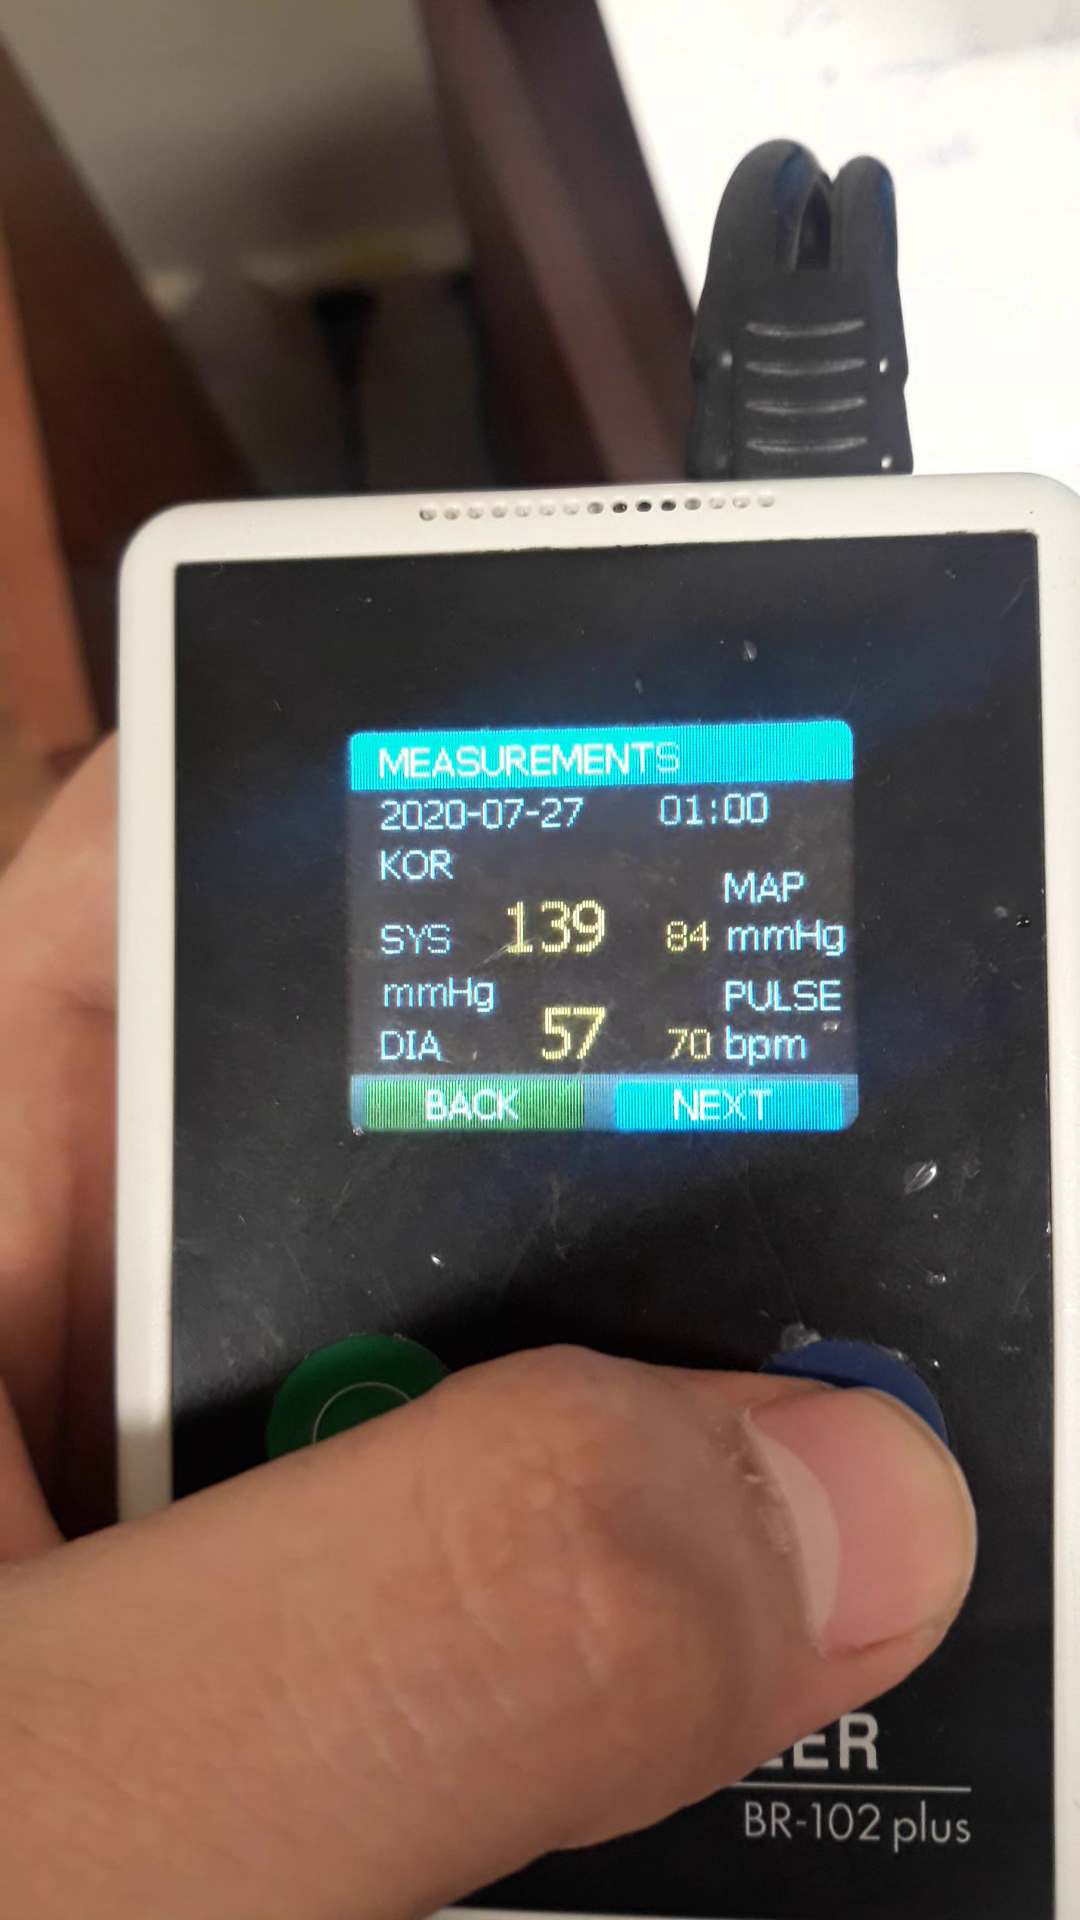 MEASUREMENTS
2020-07-27 01:00
KOR
MAP
SYS 139 84 mmHg
mmHg PULSE
DIA 57 70 bpm
BACK NEXT
BR-102 plus